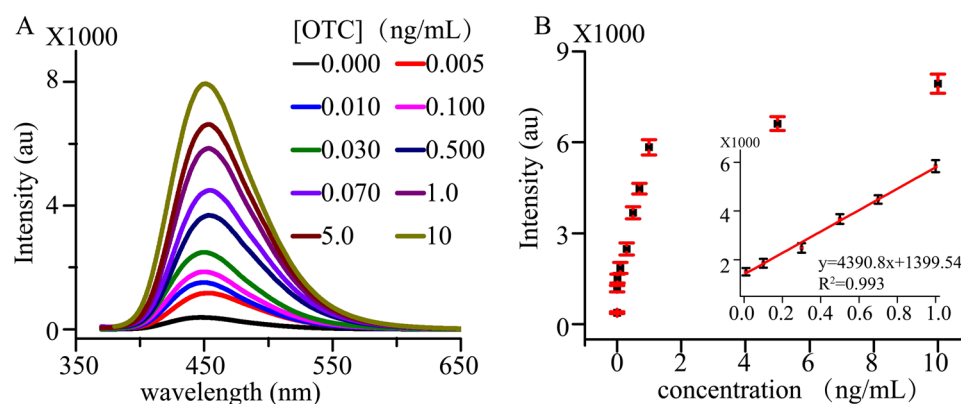 A
X1000
[OTC] (ng/mL)
0.000 0.005
0.010 0.100
0.030 0.500
0.070 1.0
5.0 10
Intensity (au)
8
4
0
350 450 550 650
wavelength (nm)
B
X1000
Intensity (au)
9
6
3
0
0 2 4 6 8 10
concentration (ng/mL)
X1000
6
4
2
0.0 0.2 0.4 0.6 0.8 1.0
y=4390.8x+1399.54
R²=0.993